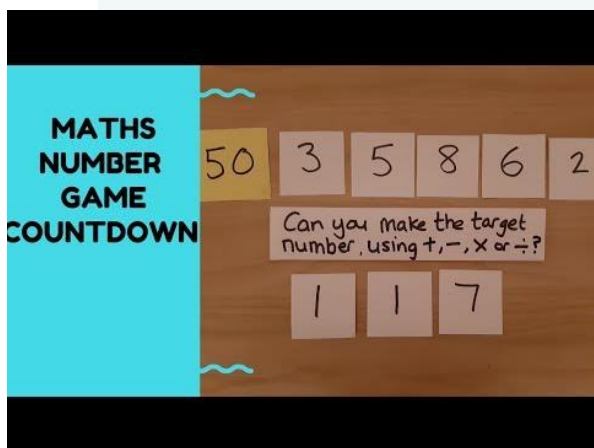 MATHS
NUMBER
GAME
COUNTDOWN
50 3 5 8 6 2
Can you make the target
number, using +, -, × or ÷?
1 1 7